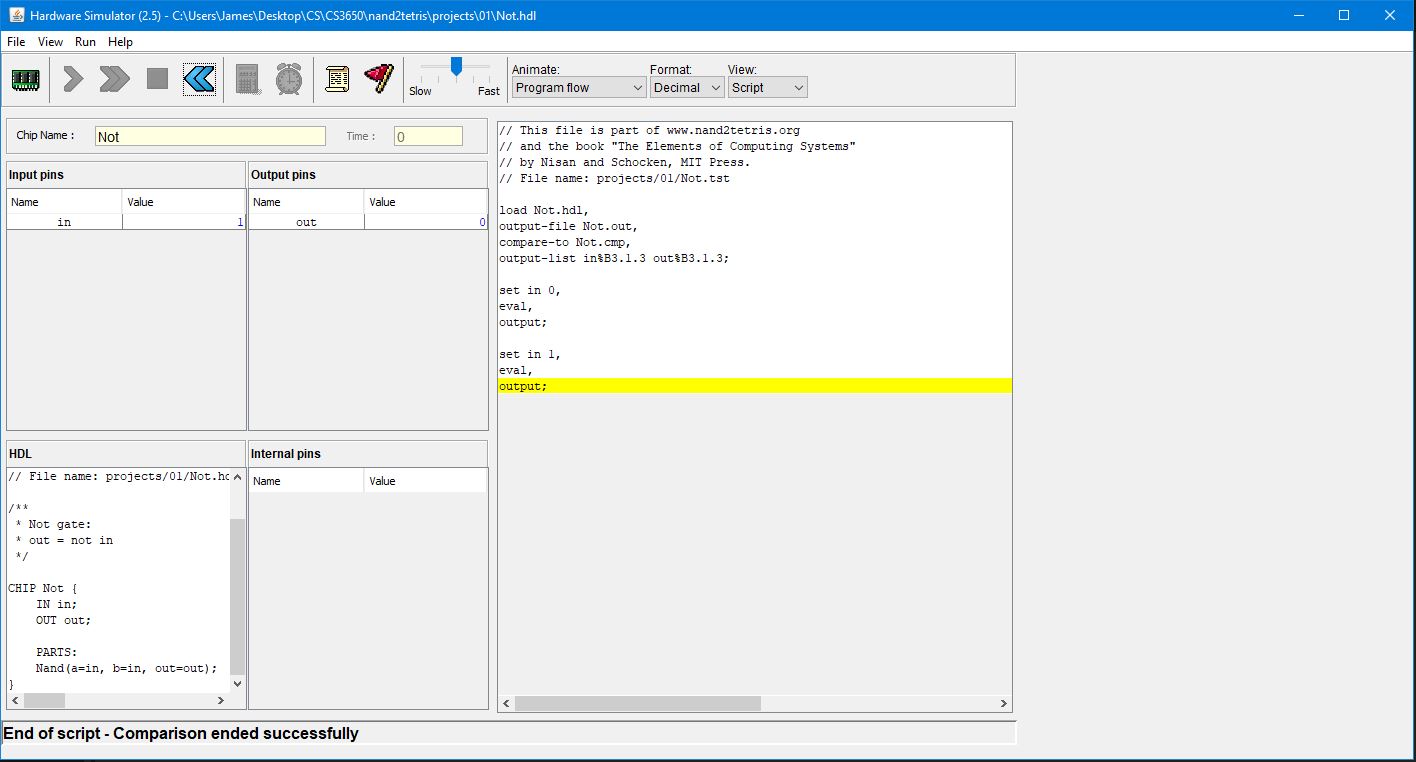 Hardware Simulator (2.5) - C:\Users\James\Desktop\CS\CS3650\nand2tetris\projects\01\Not.hdl
File View Run Help
Slow Fast
Animate:
Program flow
Format:
Decimal
View:
Script
Chip Name : Not Time : 0
Input pins
Name Value
in 1
Output pins
Name Value
out 0
HDL
// File name: projects/01/Not.hd
/**
* Not gate:
* out = not in
*/
CHIP Not {
IN in;
OUT out;
PARTS:
Nand(a=in, b=in, out=out);
}
Internal pins
Name Value
// This file is part of www.nand2tetris.org
// and the book "The Elements of Computing Systems"
// by Nisan and Schocken, MIT Press.
// File name: projects/01/Not.tst
load Not.hdl,
output-file Not.out,
compare-to Not.cmp,
output-list in%B3.1.3 out%B3.1.3;
set in 0,
eval,
output;
set in 1,
eval,
output;
End of script - Comparison ended successfully